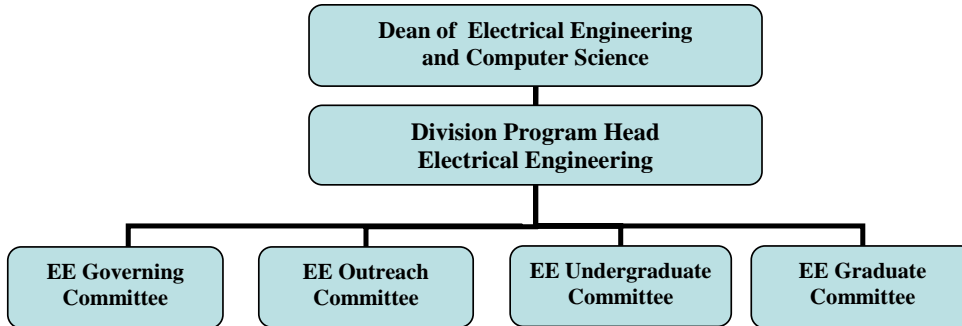 Dean of Electrical Engineering
and Computer Science
Division Program Head
Electrical Engineering
EE Governing
Committee
EE Outreach
Committee
EE Undergraduate
Committee
EE Graduate
Committee